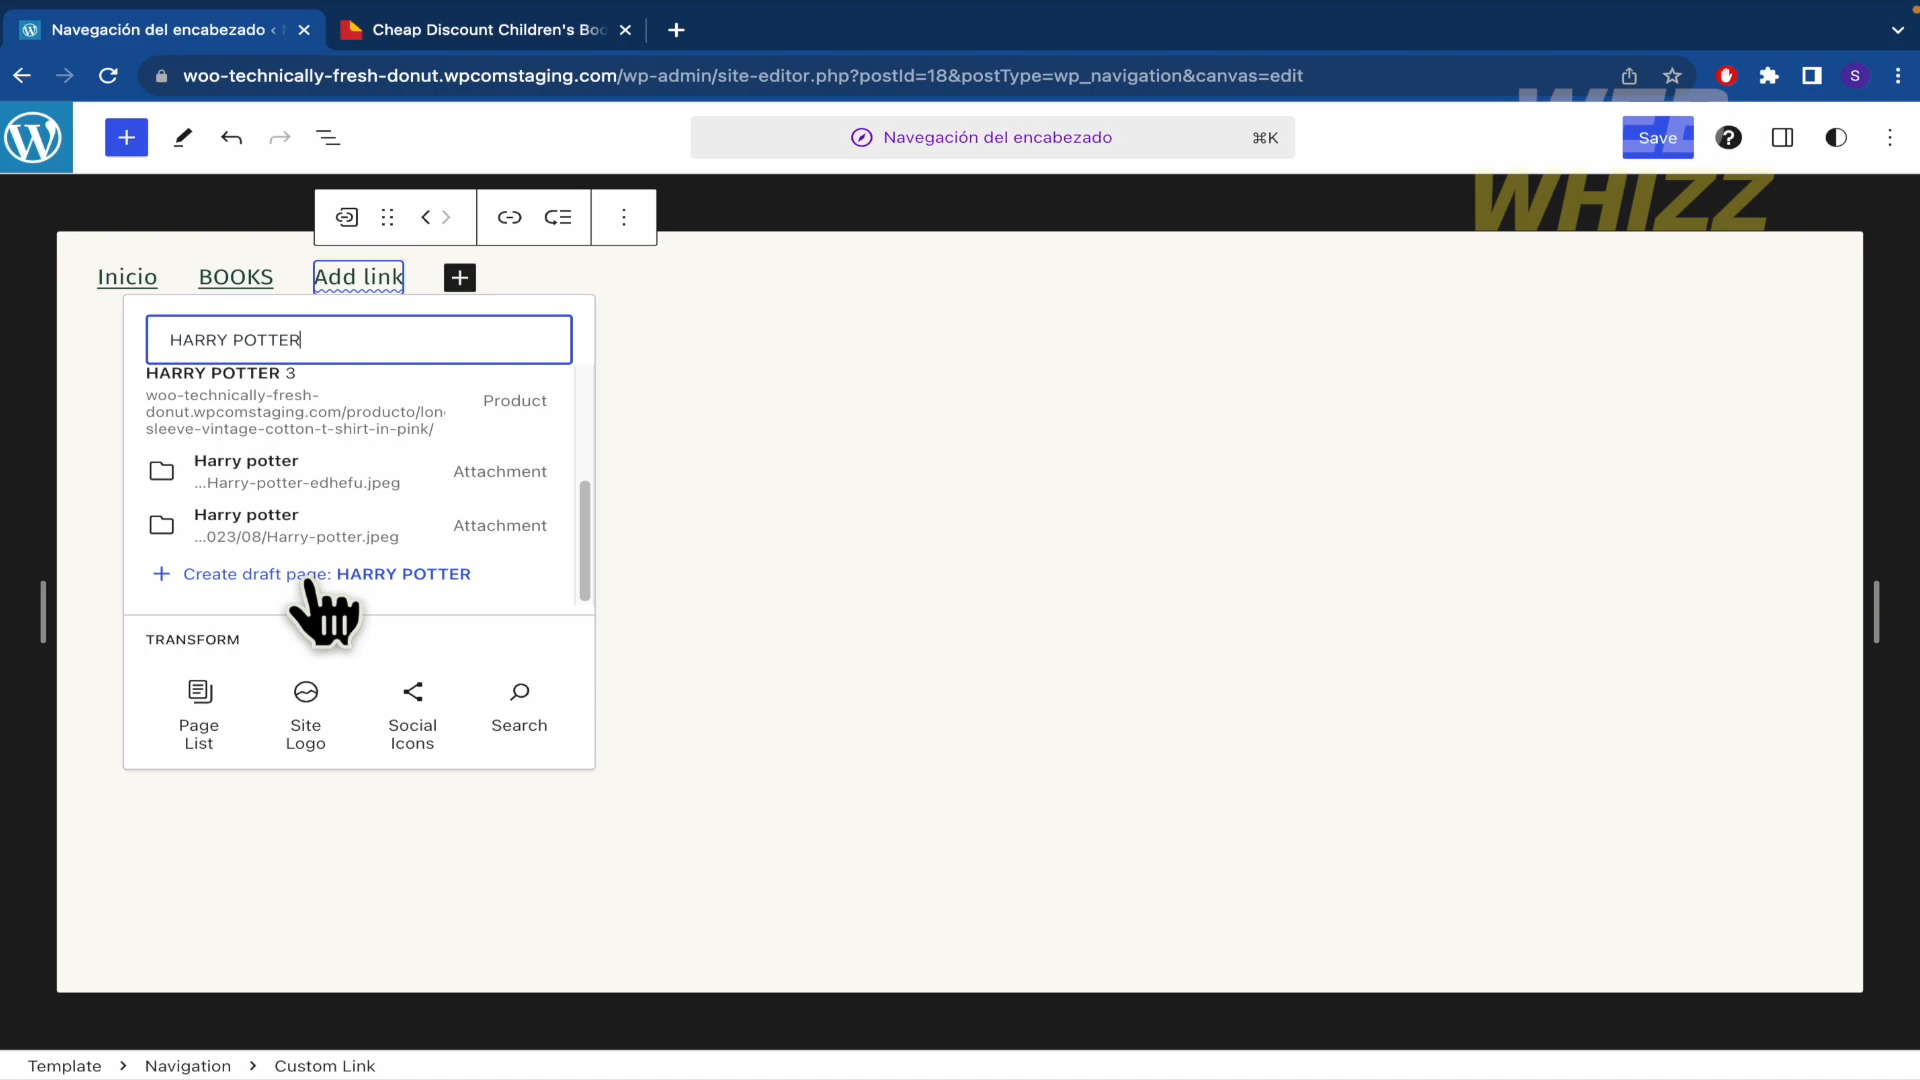 Navegación del encabezado ‹
Cheap Discount Children's Boo
woo-technically-fresh-donut.wpcomstaging.com/wp-admin/site-editor.php?postId=18&postType=wp_navigation&canvas=edit
S
Navegación del encabezado
⌘K
Save
WEB
WHIZZ
Inicio
BOOKS
Add link
HARRY POTTER
HARRY POTTER 3
woo-technically-fresh-
donut.wpcomstaging.com/producto/long
sleeve-vintage-cotton-t-shirt-in-pink/
Product
Harry potter
...Harry-potter-edhefu.jpeg
Attachment
Harry potter
...023/08/Harry-potter.jpeg
Attachment
Create draft page: HARRY POTTER
TRANSFORM
Page
List
Site
Logo
Social
Icons
Search
Template > Navigation > Custom Link